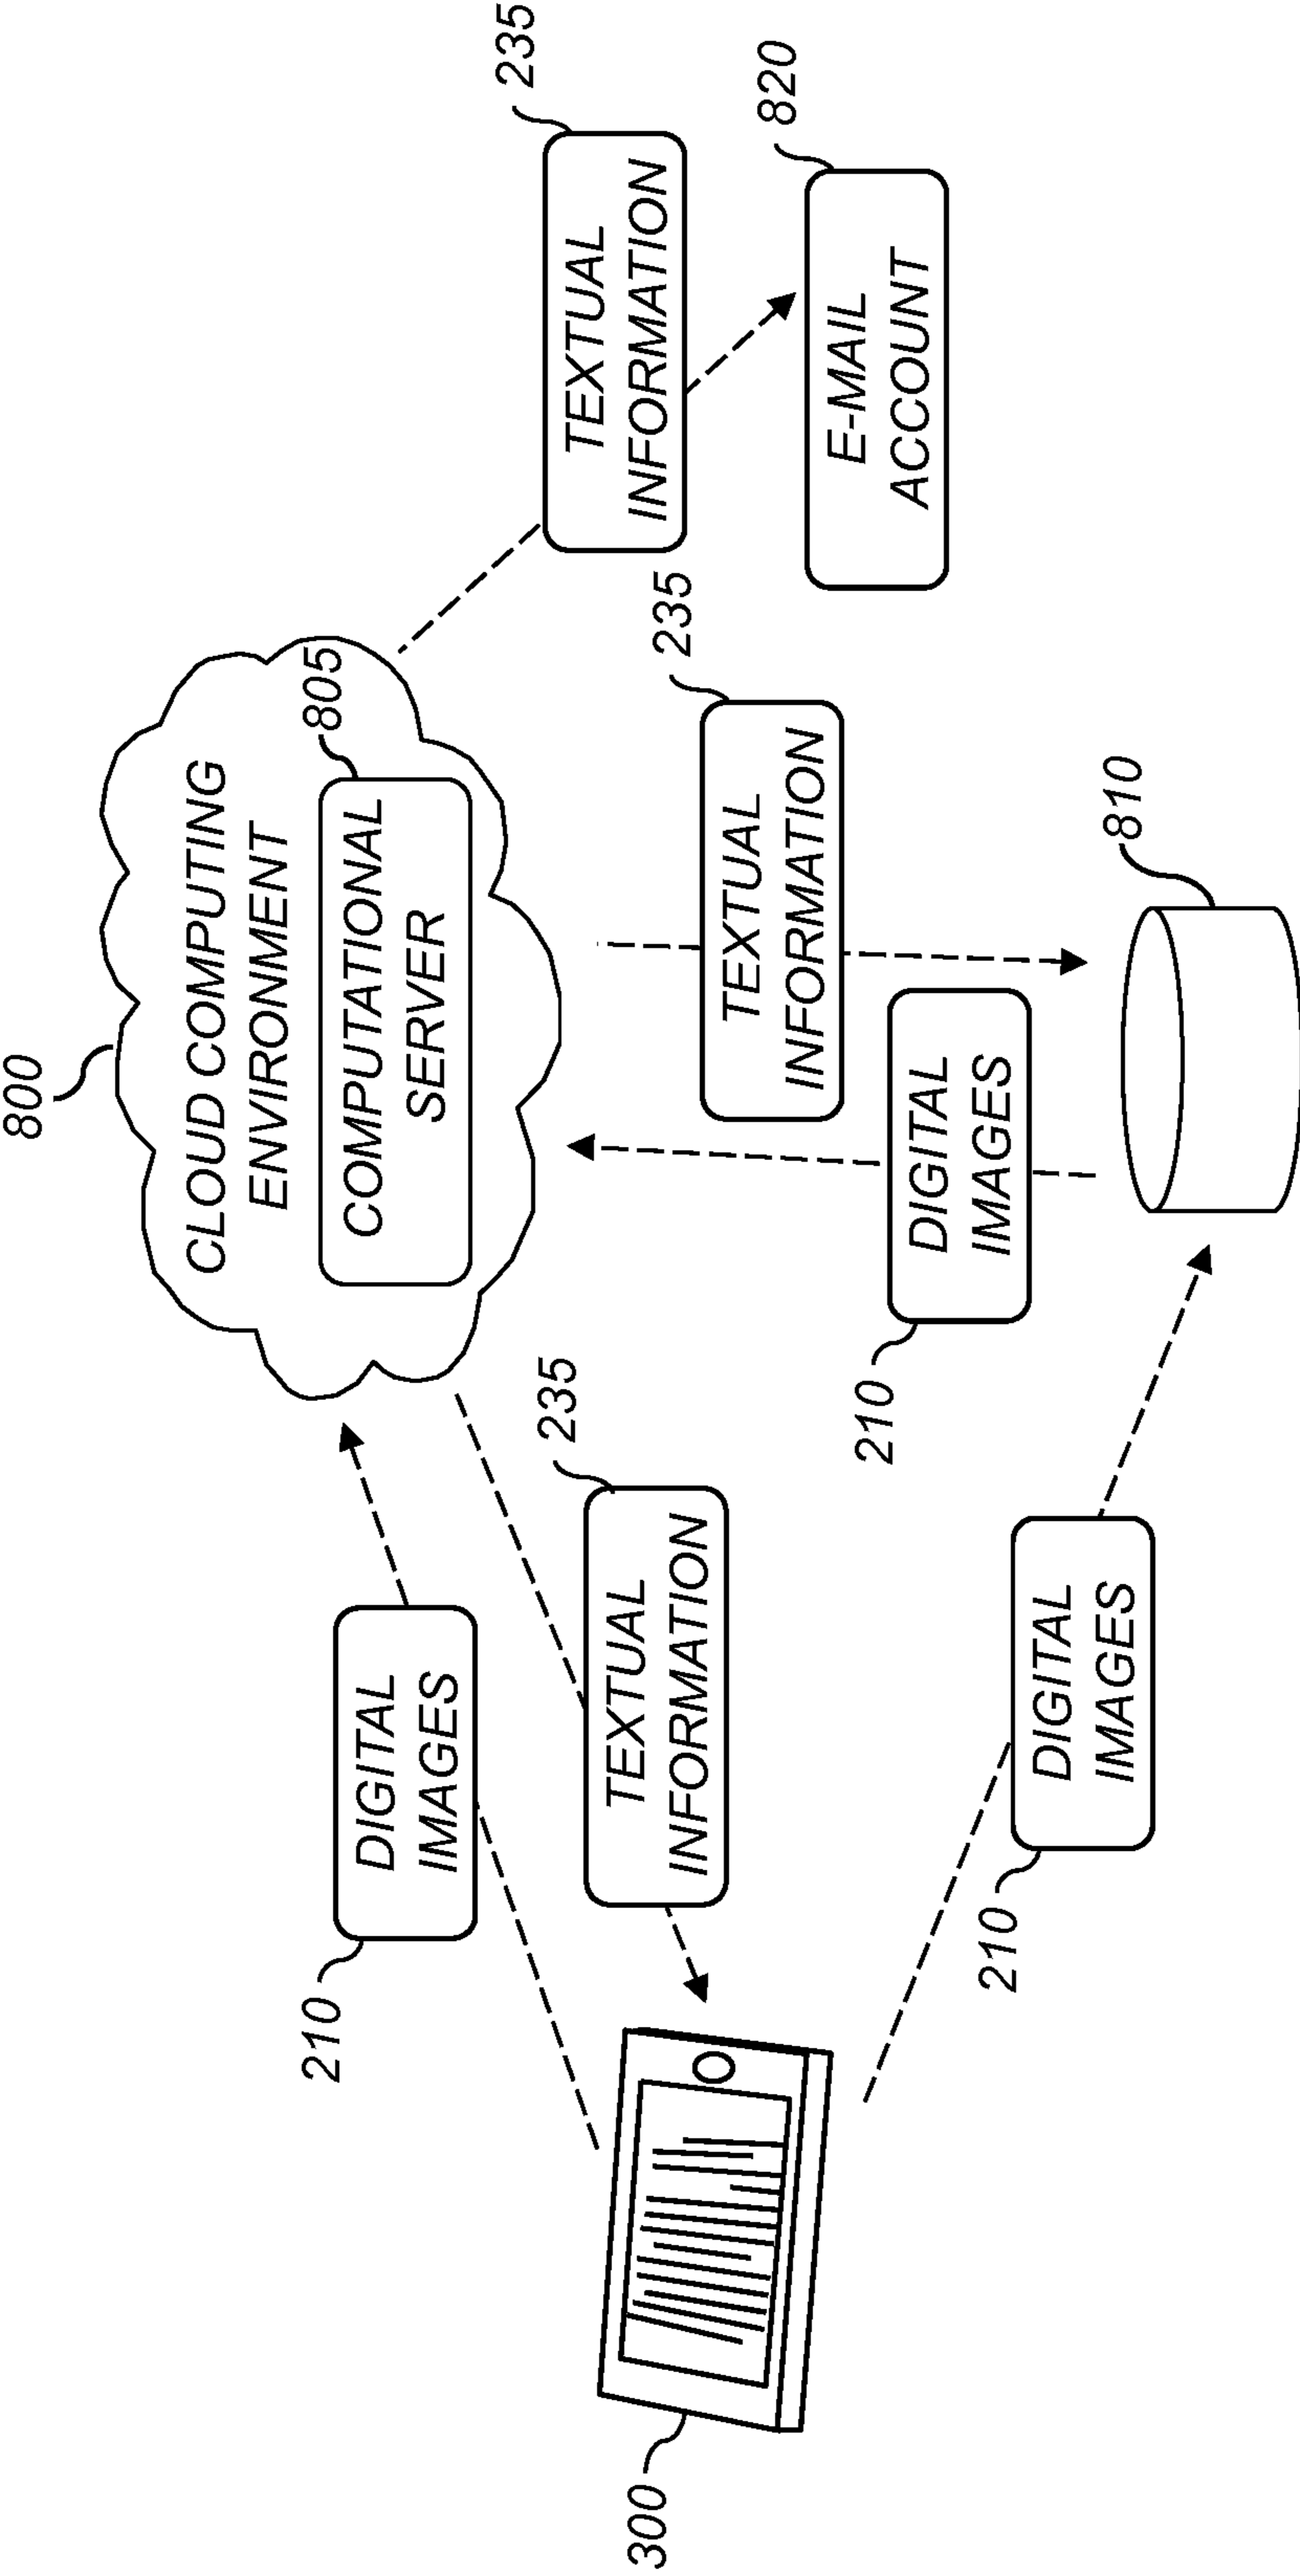 800
CLOUD COMPUTING
ENVIRONMENT
805
COMPUTATIONAL
SERVER
210
DIGITAL
IMAGES
235
TEXTUAL
INFORMATION
235
TEXTUAL
INFORMATION
235
TEXTUAL
INFORMATION
820
E-MAIL
ACCOUNT
210
DIGITAL
IMAGES
300
210
DIGITAL
IMAGES
810